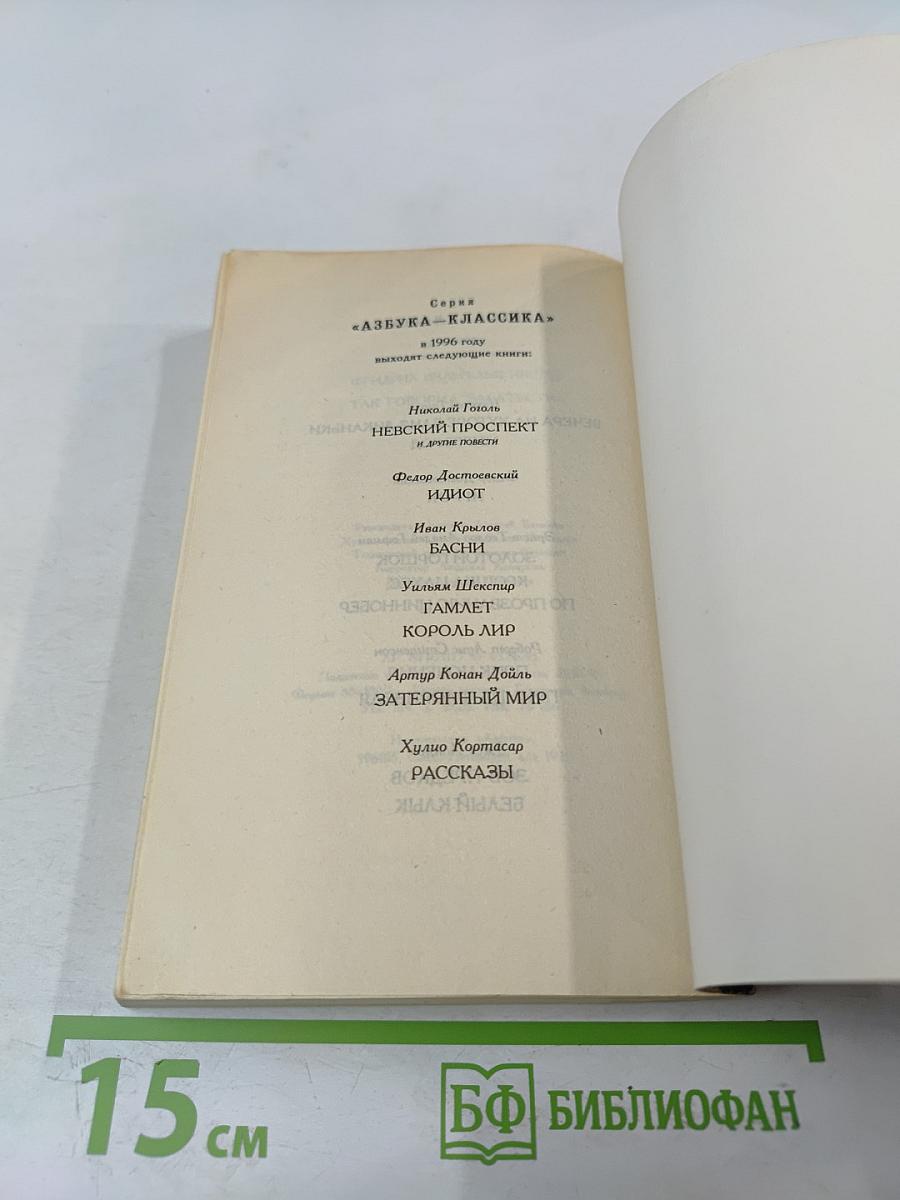 Серия
«АЗБУКА—КЛАССИКА»
в 1996 году
выходят следующие книги:
Николай Гоголь
НЕВСКИЙ ПРОСПЕКТ
И ДРУГИЕ ПОВЕСТИ
Федор Достоевский
ИДИОТ
Иван Крылов
БАСНИ
Уильям Шекспир
ГАМЛЕТ
КОРОЛЬ ЛИР
Артур Конан Дойль
ЗАТЕРЯННЫЙ МИР
Хулио Кортасар
РАССКАЗЫ
15 см
БФ БИБЛИОФАН